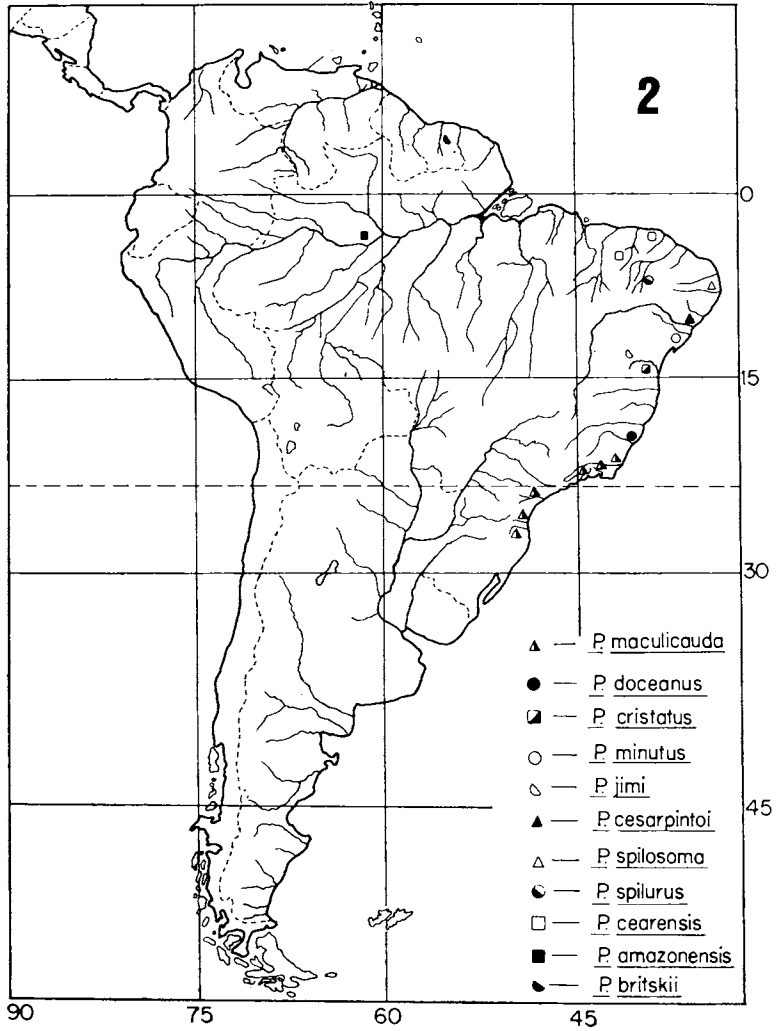 2
0
15
30
P. maculicauda
P. doceanus
P. cristatus
P. minutus
P. jimi
45
P. cesarpintoi
P. spilosoma
P. spilurus
P. cearensis
P. amazonensis
P. britskii
90 75 60 45